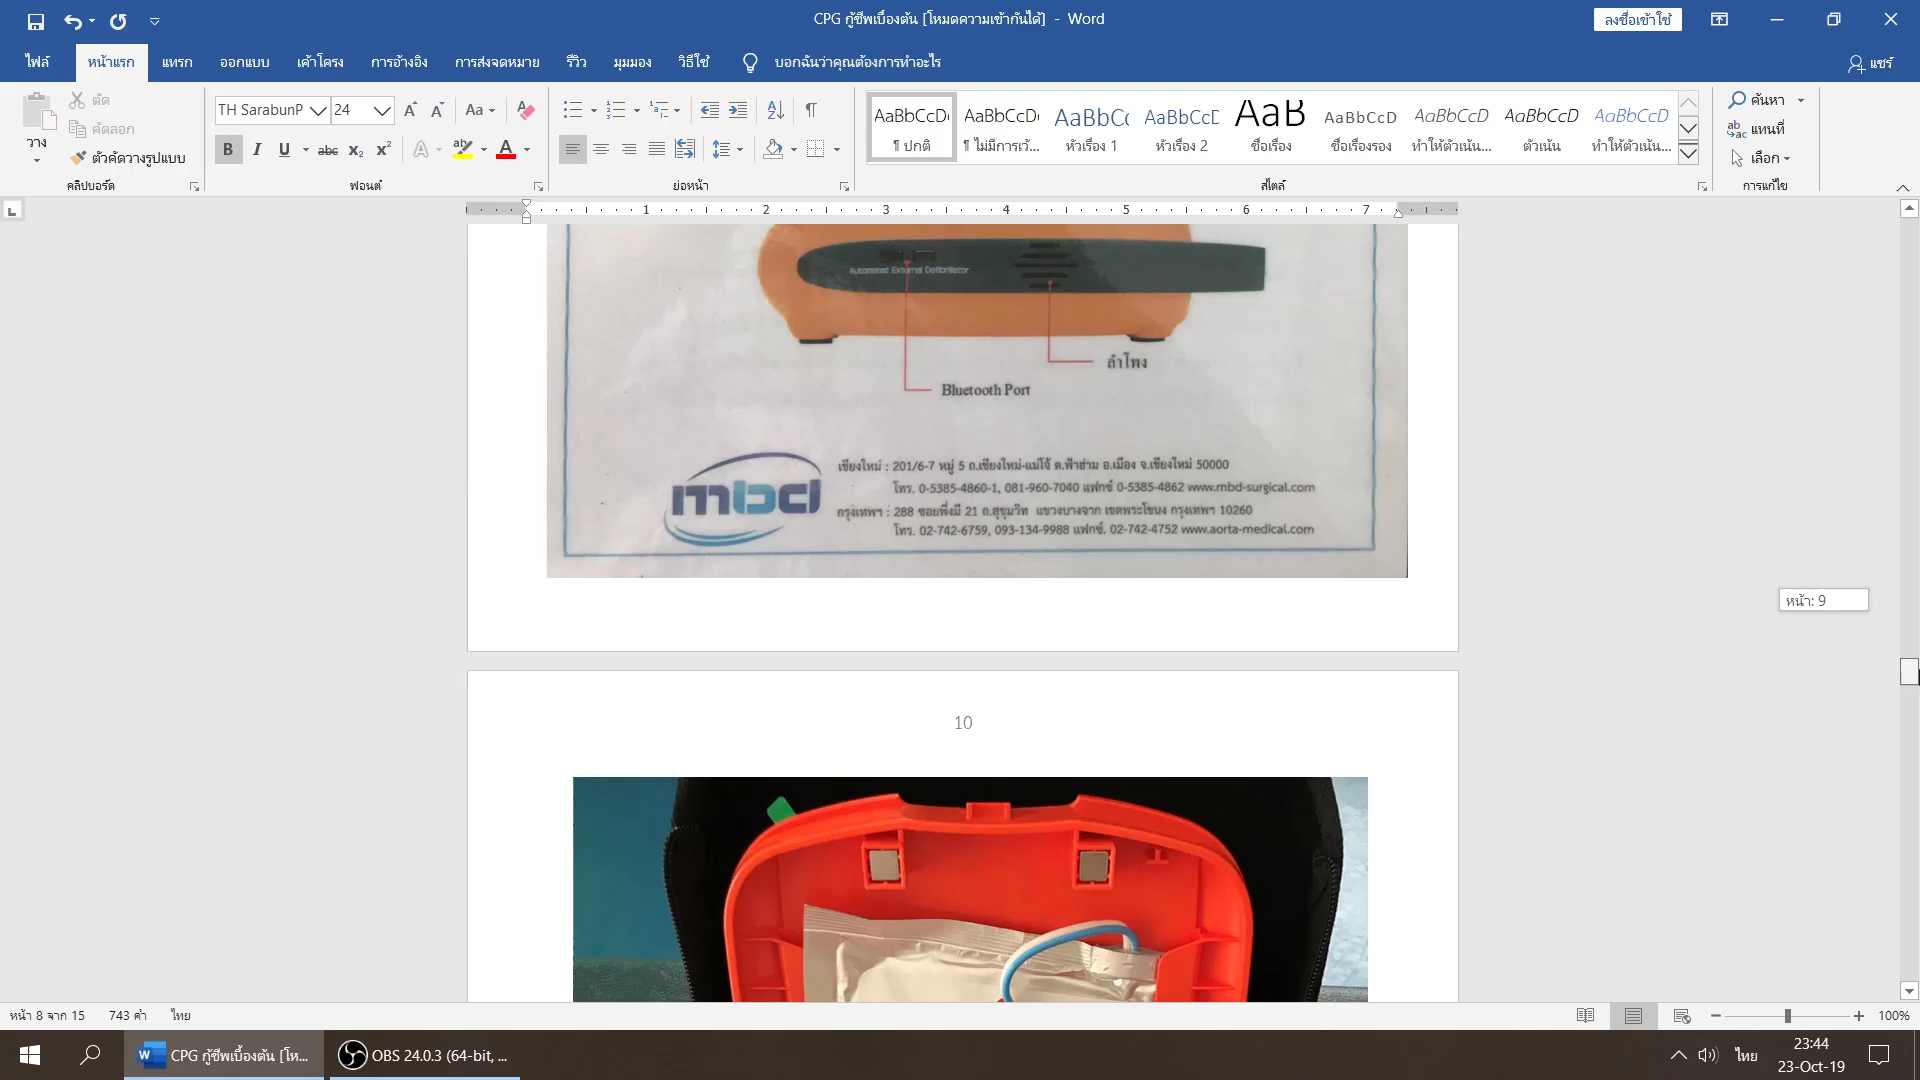 CPG กู้ชีพเบื้องต้น [โหมดความเข้ากันได้] - Word
ลงชื่อเข้าใช้
ไฟล์ หน้าแรก แทรก ออกแบบ เค้าโครง การอ้างอิง การส่งจดหมาย รีวิว มุมมอง วิธีใช้ บอกฉันว่าคุณต้องการทำอะไร แชร์
วาง
ตัด
คัดลอก
ตัวคัดวางรูปแบบ
คลิปบอร์ด
TH SarabunP 24
ฟอนต์
ย่อหน้า
AaBbCcDc AaBbCcDc AaBbCc AaBbCcD AaB AaBbCcD AaBbCcD AaBbCcD AaBbCcD
¶ ปกติ ¶ ไม่มีการเว้... หัวเรื่อง 1 หัวเรื่อง 2 ชื่อเรื่อง ชื่อเรื่องรอง ทำให้ตัวเน้น... ตัวเน้น ทำให้ตัวเน้น...
สไตล์
ค้นหา
แทนที่
เลือก
การแก้ไข
1 2 3 4 5 6 7
Automated External Defibrillator
ลำโพง
Bluetooth Port
mbd
เชียงใหม่ : 201/6-7 หมู่ 5 ถ.เชียงใหม่-แม่โจ้ ต.ฟ้าฮ่าม อ.เมือง จ.เชียงใหม่ 50000
โทร. 0-5385-4860-1, 081-960-7040 แฟกซ์ 0-5385-4862 www.mbd-surgical.com
กรุงเทพฯ : 288 ซอยพึ่งมี 21 ถ.สุขุมวิท แขวงบางจาก เขตพระโขนง กรุงเทพฯ 10260
โทร. 02-742-6759, 093-134-9988 แฟกซ์. 02-742-4752 www.aorta-medical.com
หน้า: 9
10
หน้า 8 จาก 15 743 คำ ไทย
100%
CPG กู้ชีพเบื้องต้น [โห...
OBS 24.0.3 (64-bit, ...
ไทย
23:44
23-Oct-19